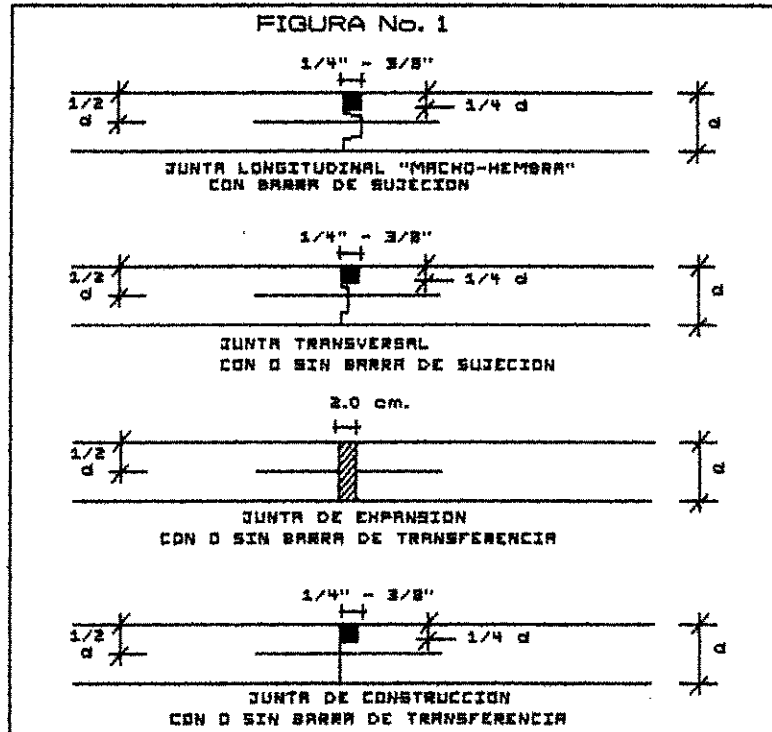 FIGURA No. 1
1/4" - 3/8"
1/2 d
1/4 d
d
JUNTA LONGITUDINAL "MACHO-HEMBRA"
CON BARRA DE SUJECION
1/4" - 3/8"
1/2 d
1/4 d
d
JUNTA TRANSVERSAL
CON O SIN BARRA DE SUJECION
2.0 cm.
1/2 d
d
JUNTA DE EXPANSION
CON O SIN BARRA DE TRANSFERENCIA
1/4" - 3/8"
1/2 d
1/4 d
d
JUNTA DE CONSTRUCCION
CON O SIN BARRA DE TRANSFERENCIA